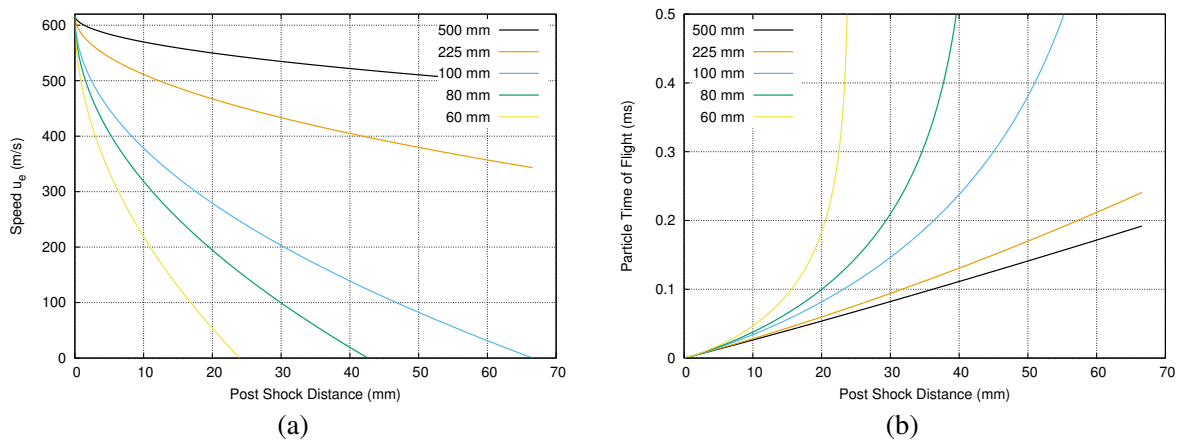 600
500
400
300
200
100
0
0 10 20 30 40 50 60 70
Speed u_e (m/s)
Post Shock Distance (mm)
500 mm
225 mm
100 mm
80 mm
60 mm
(a)
0.5
0.4
0.3
0.2
0.1
0
0 10 20 30 40 50 60 70
Particle Time of Flight (ms)
Post Shock Distance (mm)
500 mm
225 mm
100 mm
80 mm
60 mm
(b)